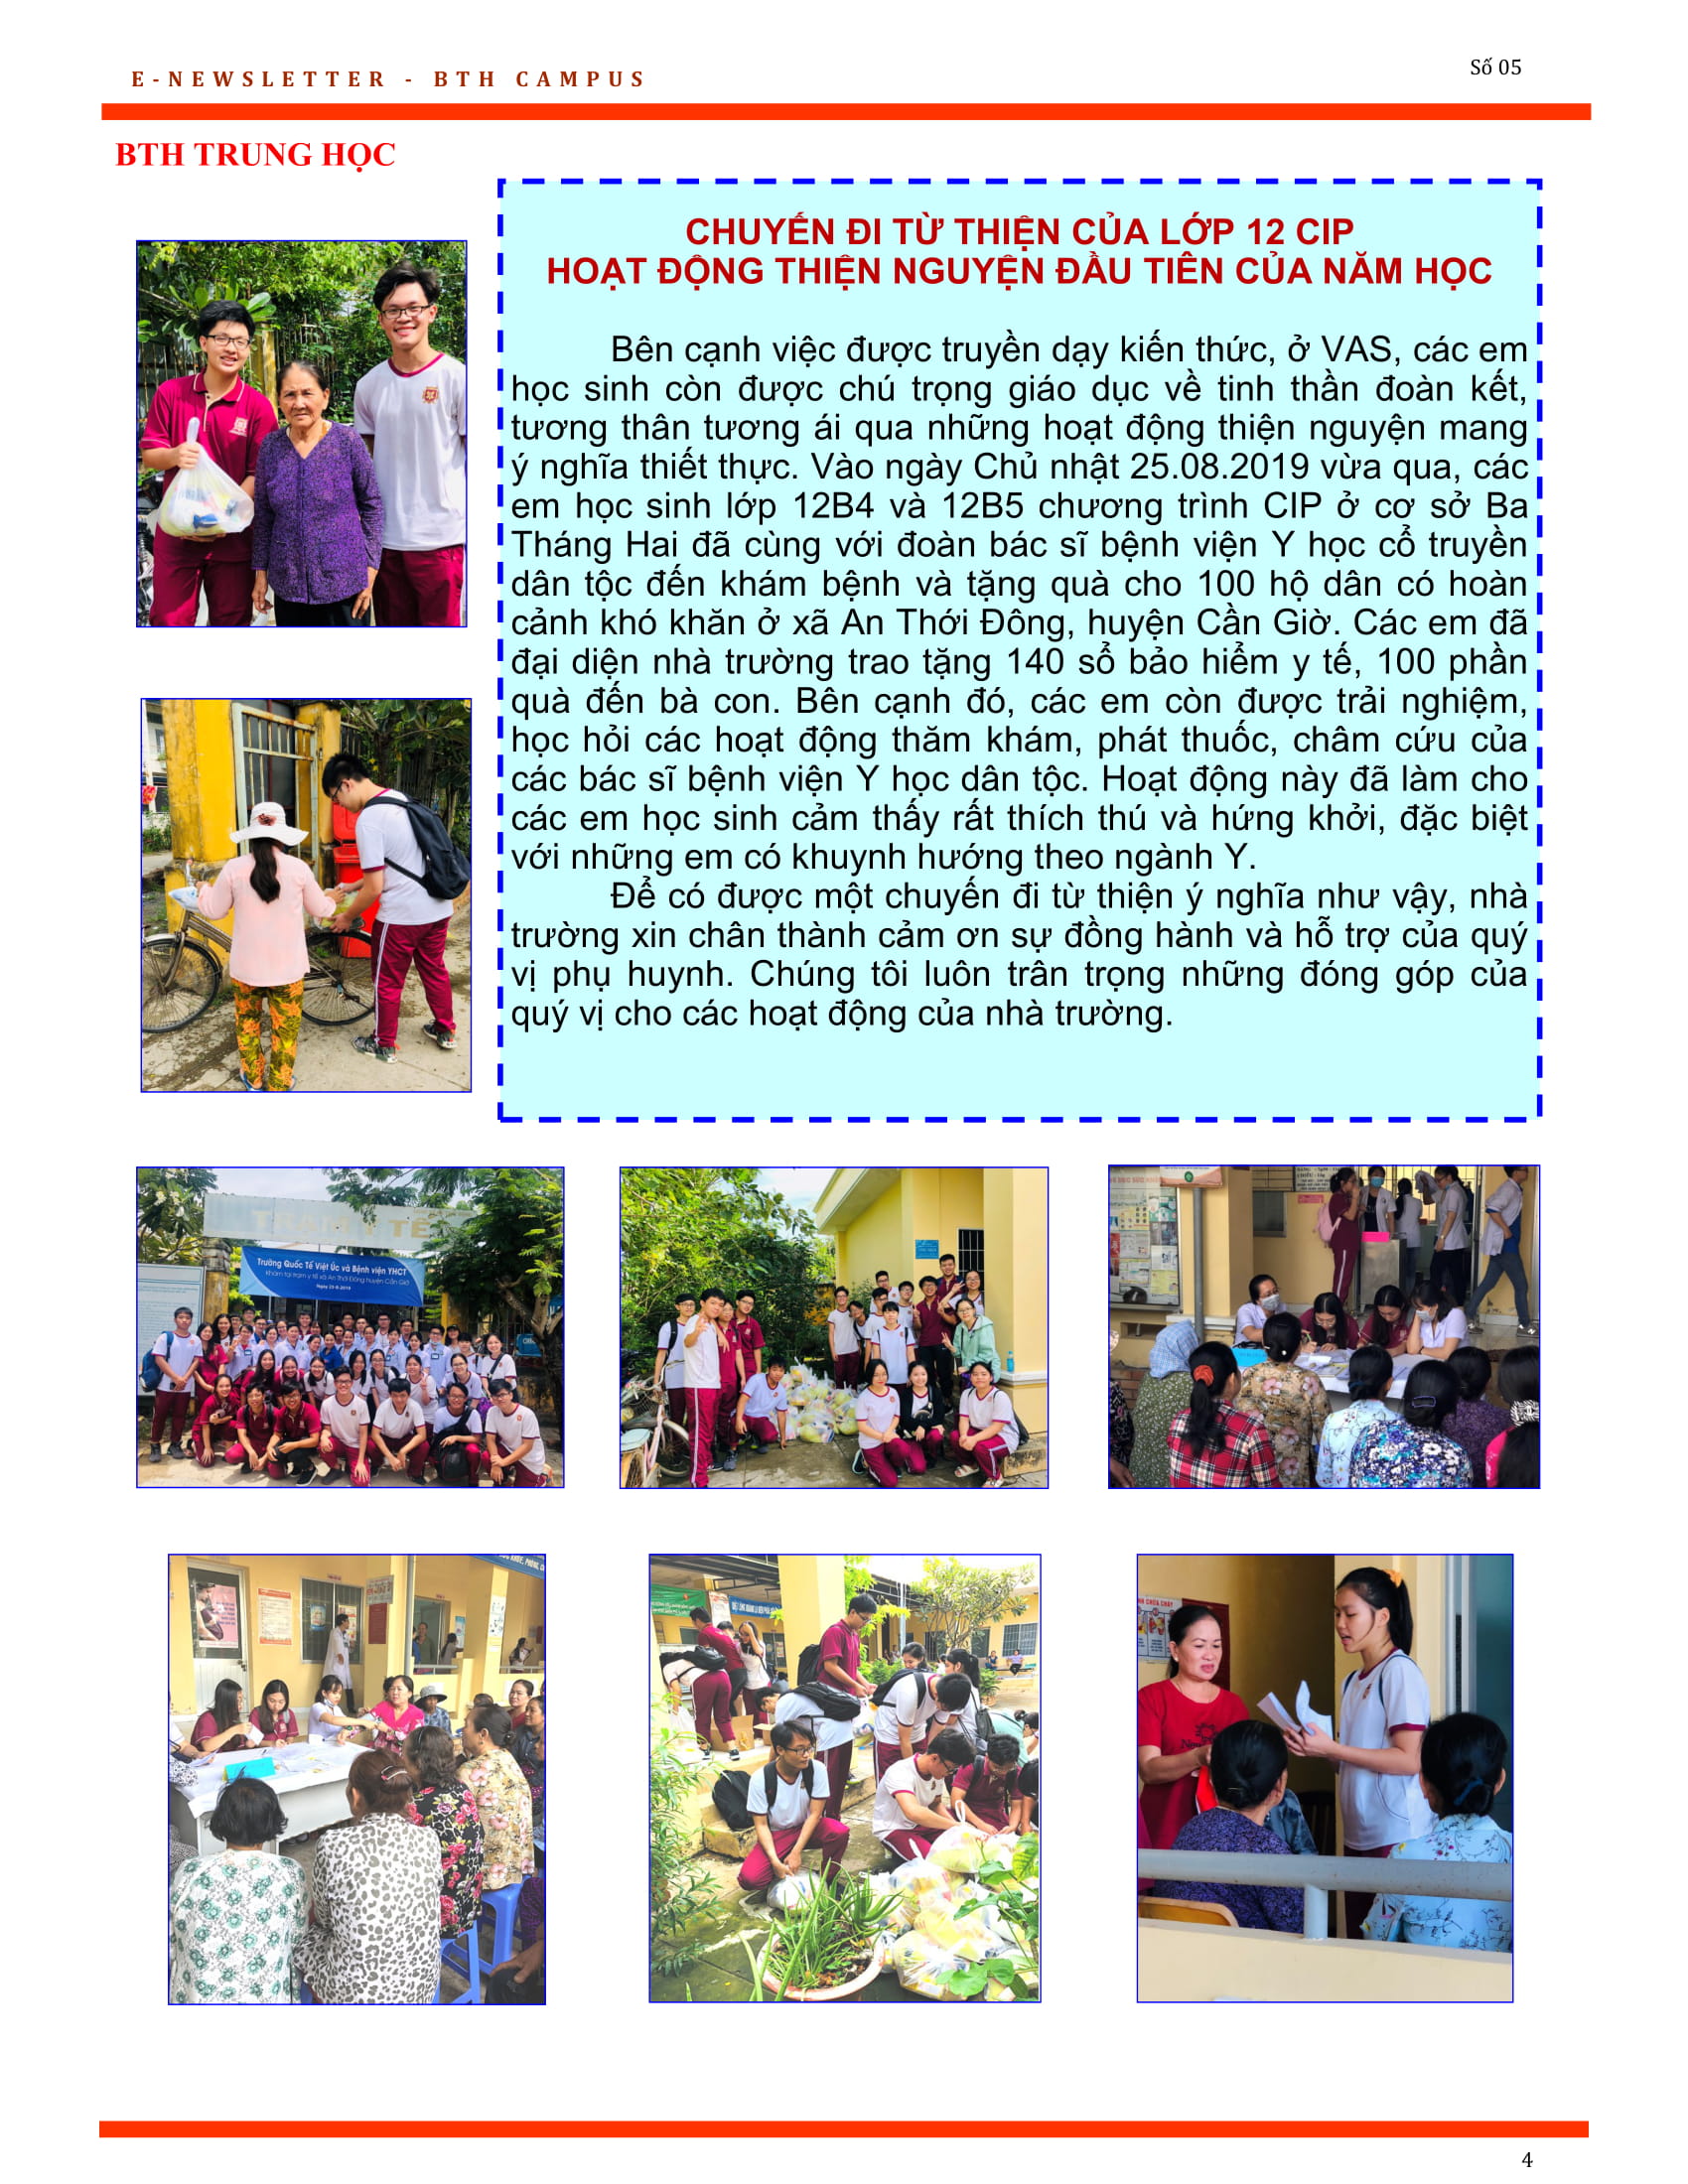 E-NEWSLETTER - BTH CAMPUS
Số 05
BTH TRUNG HỌC
CHUYẾN ĐI TỪ THIỆN CỦA LỚP 12 CIP
HOẠT ĐỘNG THIỆN NGUYỆN ĐẦU TIÊN CỦA NĂM HỌC
Bên cạnh việc được truyền dạy kiến thức, ở VAS, các em
học sinh còn được chú trọng giáo dục về tinh thần đoàn kết,
tương thân tương ái qua những hoạt động thiện nguyện mang
ý nghĩa thiết thực. Vào ngày Chủ nhật 25.08.2019 vừa qua, các
em học sinh lớp 12B4 và 12B5 chương trình CIP ở cơ sở Ba
Tháng Hai đã cùng với đoàn bác sĩ bệnh viện Y học cổ truyền
dân tộc đến khám bệnh và tặng quà cho 100 hộ dân có hoàn
cảnh khó khăn ở xã An Thới Đông, huyện Cần Giờ. Các em đã
đại diện nhà trường trao tặng 140 sổ bảo hiểm y tế, 100 phần
quà đến bà con. Bên cạnh đó, các em còn được trải nghiệm,
học hỏi các hoạt động thăm khám, phát thuốc, châm cứu của
các bác sĩ bệnh viện Y học dân tộc. Hoạt động này đã làm cho
các em học sinh cảm thấy rất thích thú và hứng khởi, đặc biệt
với những em có khuynh hướng theo ngành Y.
Để có được một chuyến đi từ thiện ý nghĩa như vậy, nhà
trường xin chân thành cảm ơn sự đồng hành và hỗ trợ của quý
vị phụ huynh. Chúng tôi luôn trân trọng những đóng góp của
quý vị cho các hoạt động của nhà trường.
TRẠM Y TẾ
Trường Quốc Tế Việt Úc và Bệnh viện YHCT
Khám tại trạm y tế xã An Thới Đông huyện Cần Giờ
4